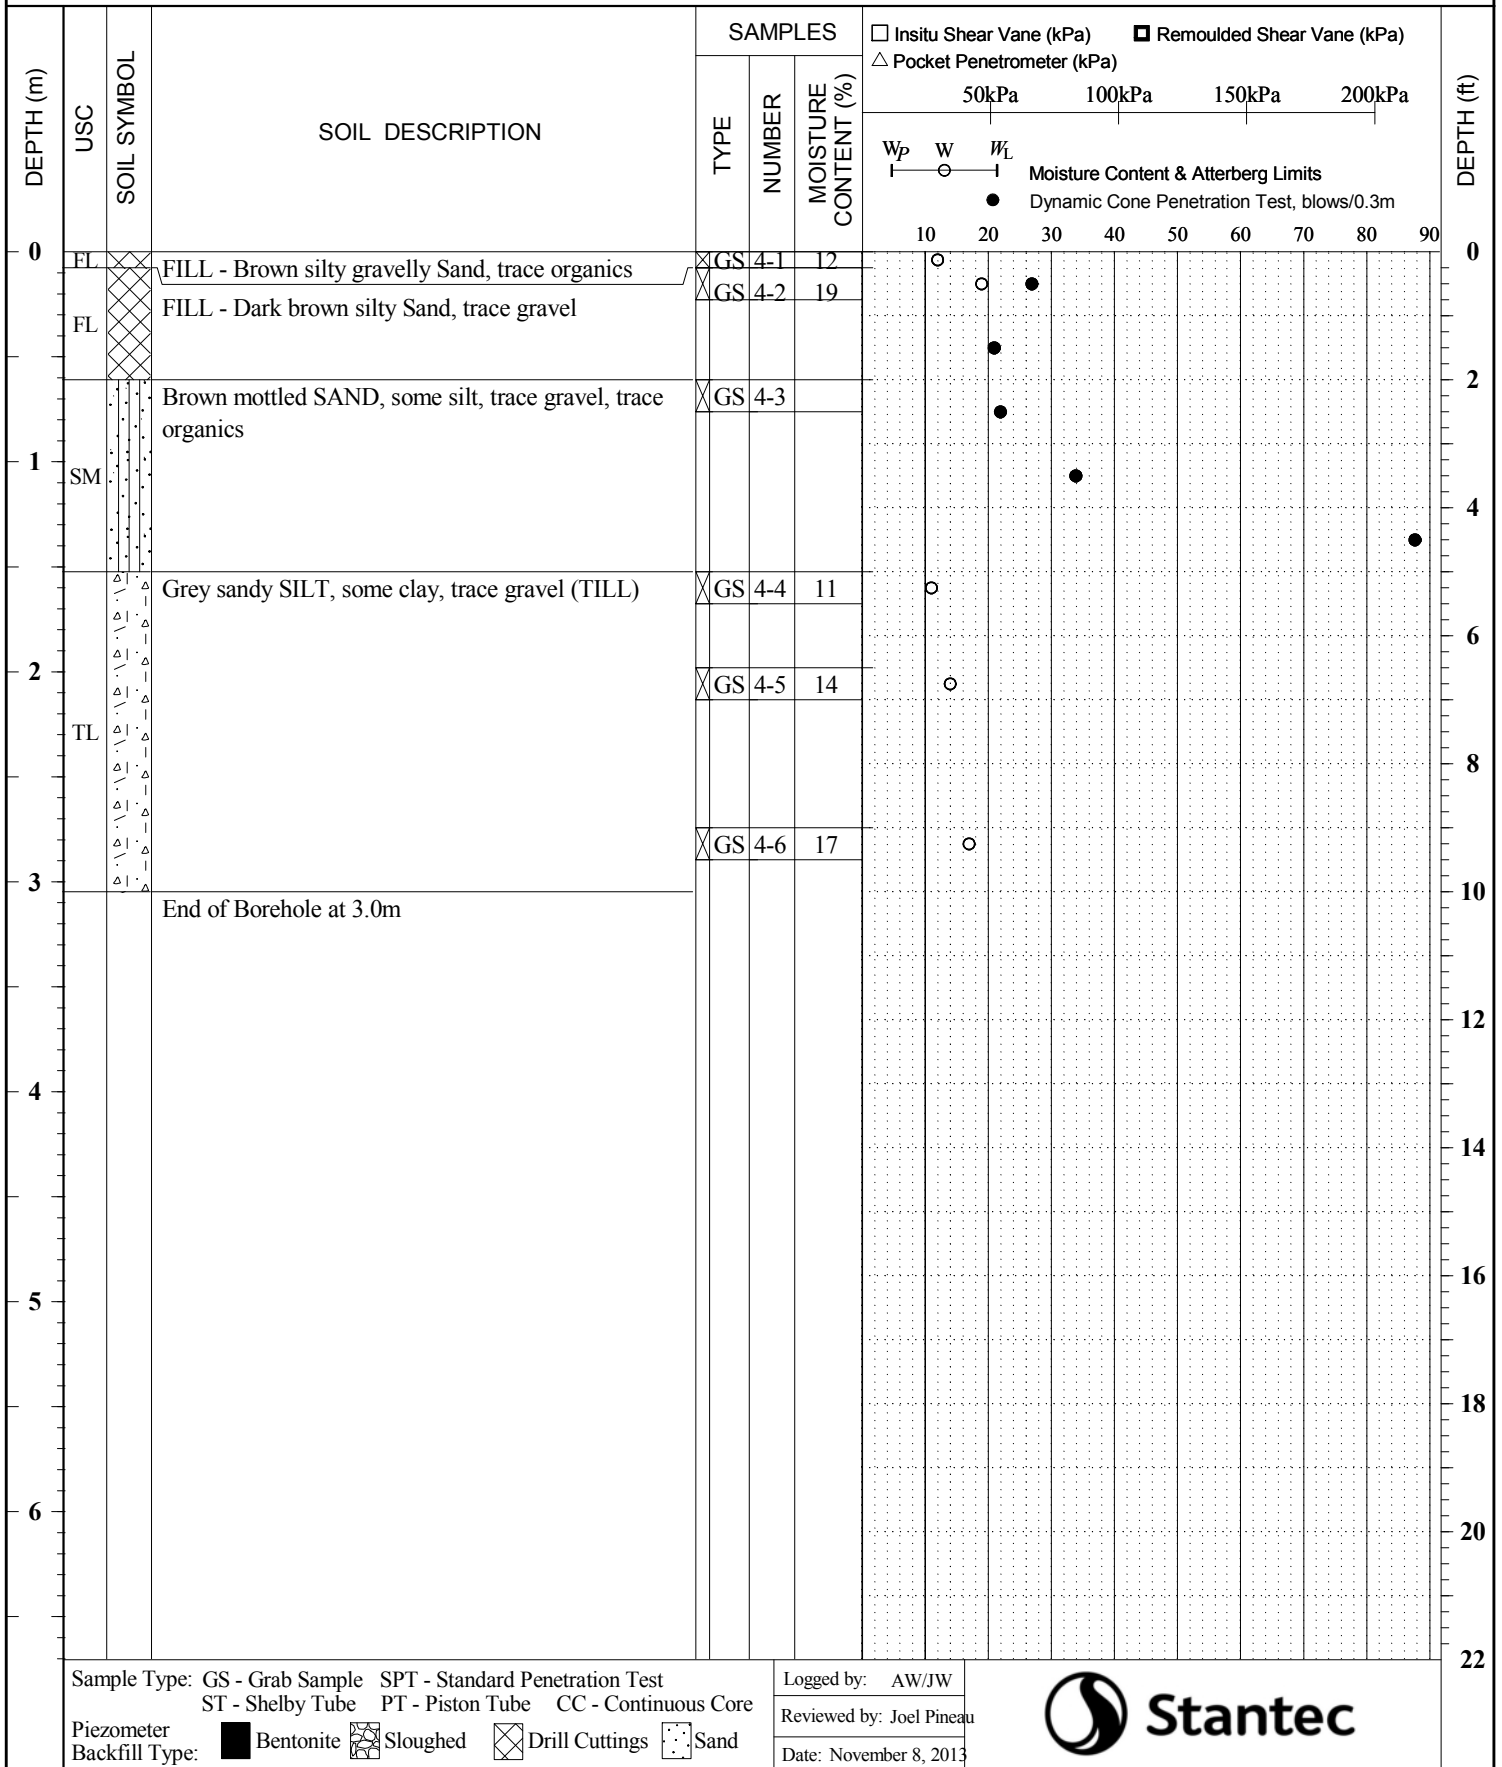 DEPTH (m)
USC
SOIL SYMBOL
SOIL DESCRIPTION
SAMPLES
TYPE
NUMBER
MOISTURE
CONTENT (%)
Insitu Shear Vane (kPa) Remoulded Shear Vane (kPa)
Pocket Penetrometer (kPa)
50kPa 100kPa 150kPa 200kPa
WP W WL
Moisture Content & Atterberg Limits
Dynamic Cone Penetration Test, blows/0.3m
10 20 30 40 50 60 70 80 90
DEPTH (ft)
0 FL FILL - Brown silty gravelly Sand, trace organics GS 4-1 12 0
GS 4-2 19
FL FILL - Dark brown silty Sand, trace gravel
2
Brown mottled SAND, some silt, trace gravel, trace GS 4-3
organics
1
SM
4
Grey sandy SILT, some clay, trace gravel (TILL) GS 4-4 11
6
2
GS 4-5 14
TL
8
GS 4-6 17
3 10
End of Borehole at 3.0m
12
4
14
16
5
18
6
20
22
Sample Type: GS - Grab Sample SPT - Standard Penetration Test
ST - Shelby Tube PT - Piston Tube CC - Continuous Core
Piezometer
Backfill Type: Bentonite Sloughed Drill Cuttings Sand
Logged by: AW/JW
Reviewed by: Joel Pineau
Date: November 8, 2013
Stantec